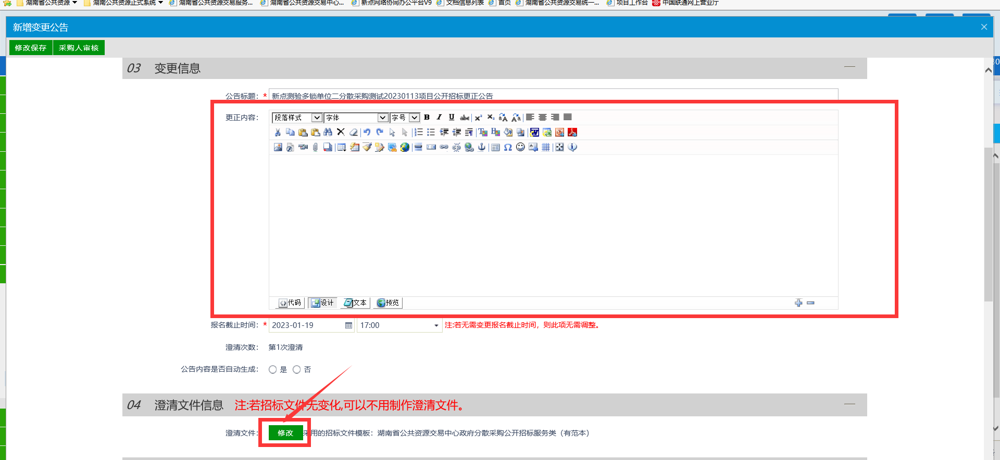 湖南省公共资源 湖南公共资源正式系统 湖南省公共资源交易服务... 湖南省公共资源交易中心... 新点网络协同办公平台V9 文档信息列表 首页 湖南省公共资源交易统一... 项目工作台 中国联通网上营业厅
新增变更公告
修改保存 采购人审核
03 变更信息
公告标题: * 新点测验多锁单位二分散采购测试20230113项目公开招标更正公告
更正内容: 段落样式 字体 字号 B I U abc
代码 设计 文本 预览
报名截止时间: * 2023-01-19 17:00 注:若无需变更报名截止时间，则此项无需调整。
澄清次数: 第1次澄清
公告内容是否自动生成: 是 否
04 澄清文件信息 注:若招标文件无变化,可以不用制作澄清文件。
澄清文件: 修改 采用的招标文件模板: 湖南省公共资源交易中心政府分散采购公开招标服务类（有范本）